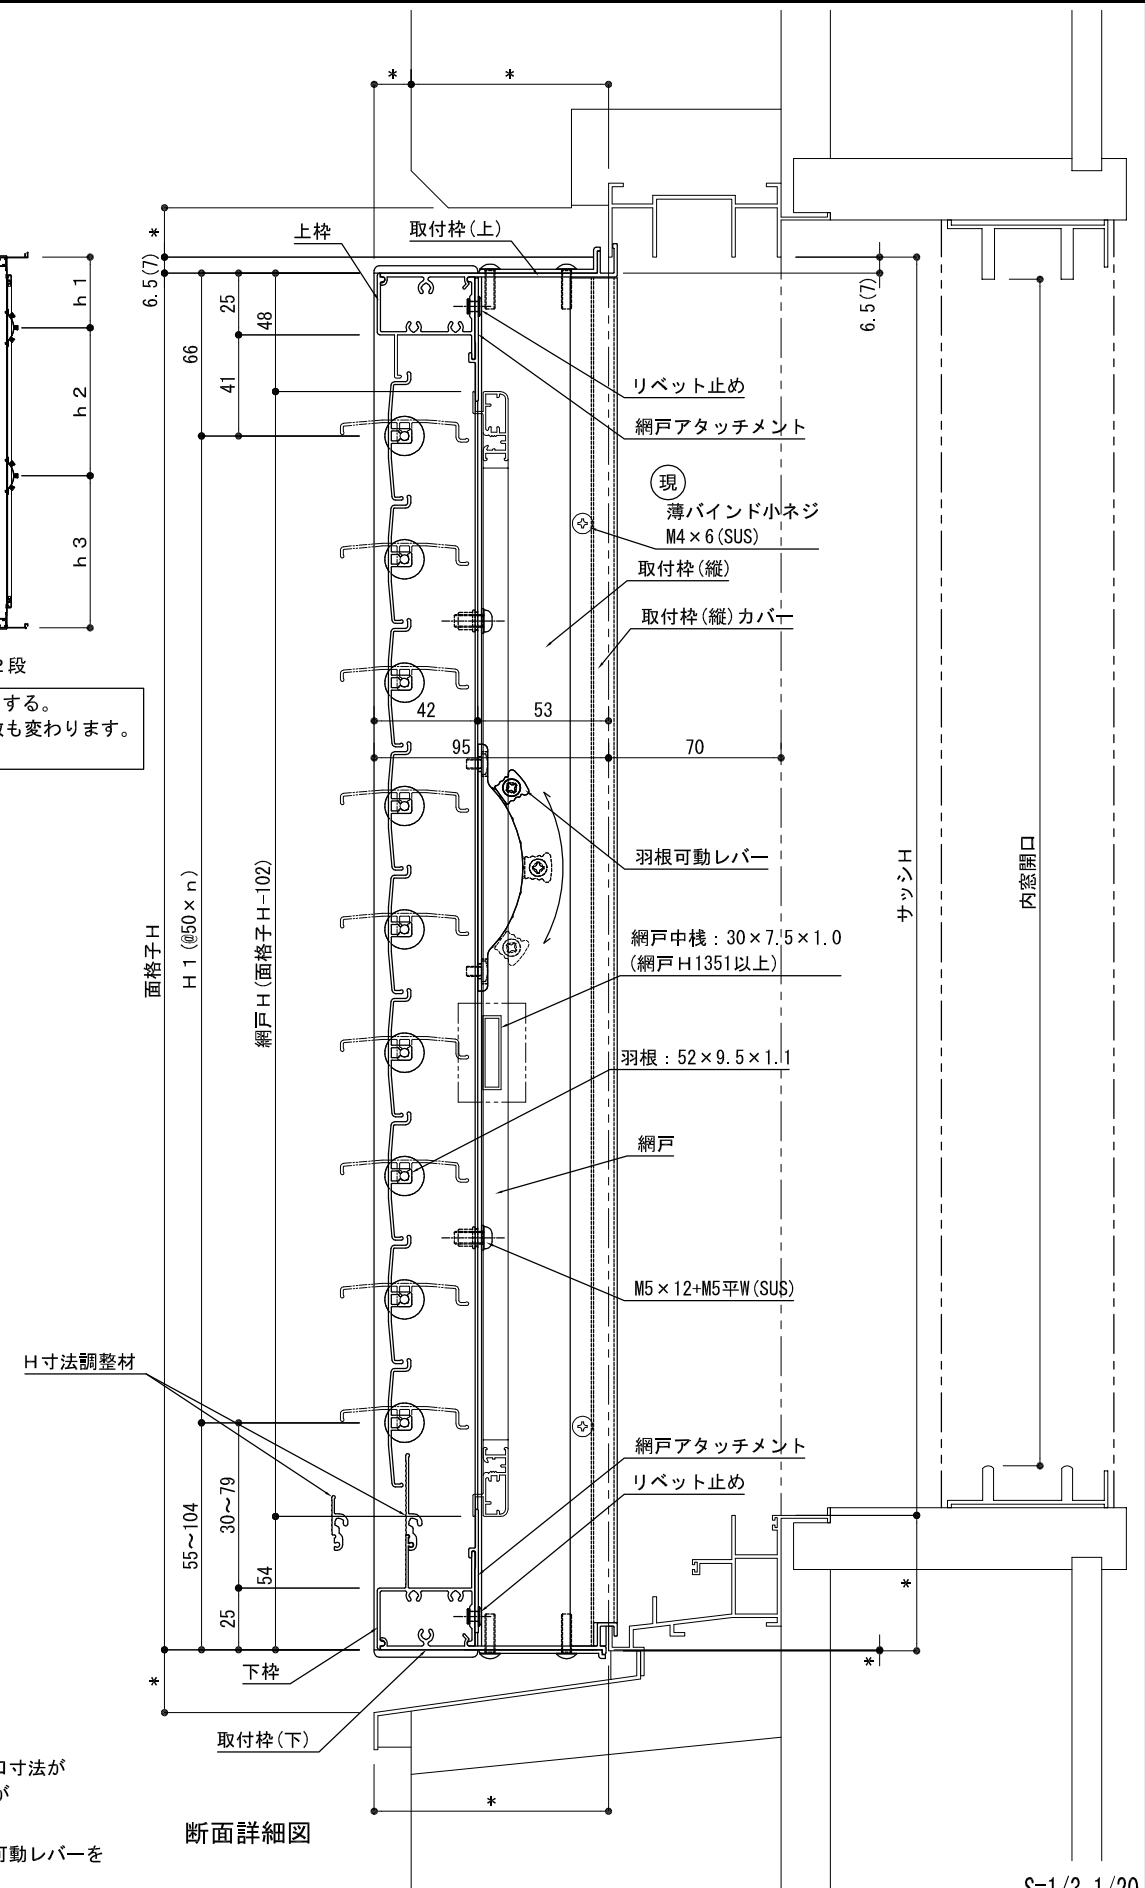 *
*
上枠
取付枠(上)
*
6.5(7)
25
48
66
41
6.5(7)
h1
h2
h3
リベット止め
網戸アタッチメント
現
薄バインド小ネジ
M4×6(SUS)
取付枠(縦)
取付枠(縦)カバー
2段
する。
数も変わります。
42
53
95
70
羽根可動レバー
面格子H
H1(@50×n)
網戸H(面格子H-102)
サッシH
内窓開口
網戸中桟：30×7.5×1.0
(網戸H1351以上)
羽根：52×9.5×1.1
網戸
M5×12+M5平W(SUS)
H寸法調整材
網戸アタッチメント
リベット止め
55～104
30～79
54
25
*
*
*
下枠
取付枠(下)
*
口寸法が
が
可動レバーを
断面詳細図
S=1/3,1/20